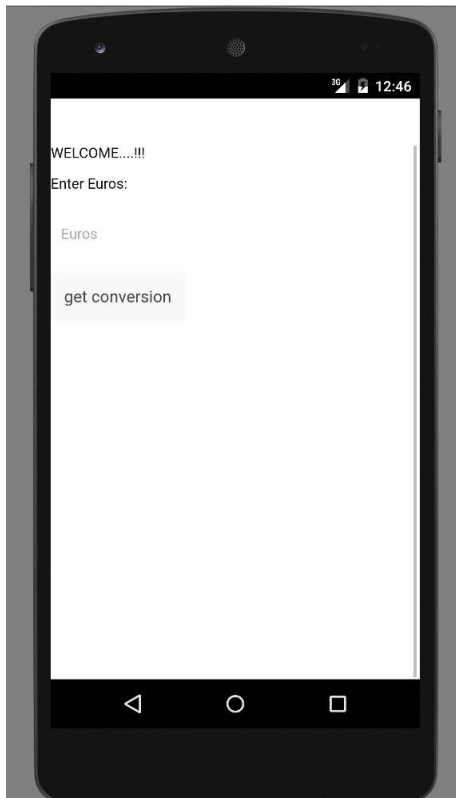 3G 12:46
WELCOME....!!!
Enter Euros:
Euros
get conversion